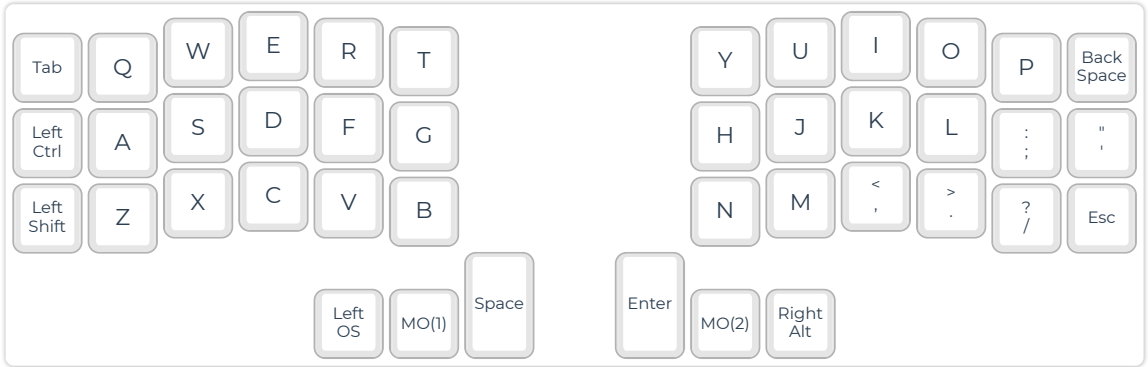 Tab Q W E R T Y U I O P Back Space
Left Ctrl A S D F G H J K L : ; " '
Left Shift Z X C V B N M < , > . ? / Esc
Left OS MO(1) Space Enter MO(2) Right Alt